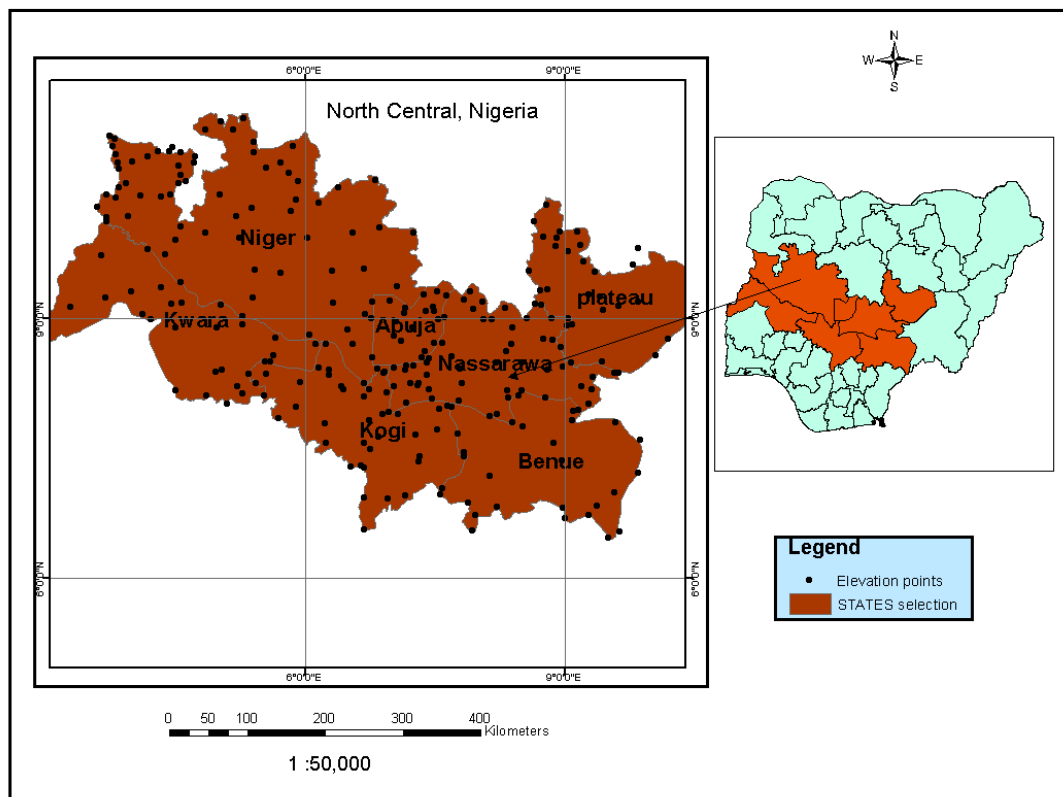 N
W E
S
6°0'0"E 9°0'0"E
North Central, Nigeria
Niger
plateau
9°0'0"N 9°0'0"N
Kwara
Abuja
Nassarawa
Kogi
Benue
6°0'0"N 6°0'0"N
6°0'0"E 9°0'0"E
Legend
Elevation points
STATES selection
0 50 100 200 300 400
Kilometers
1 :50,000